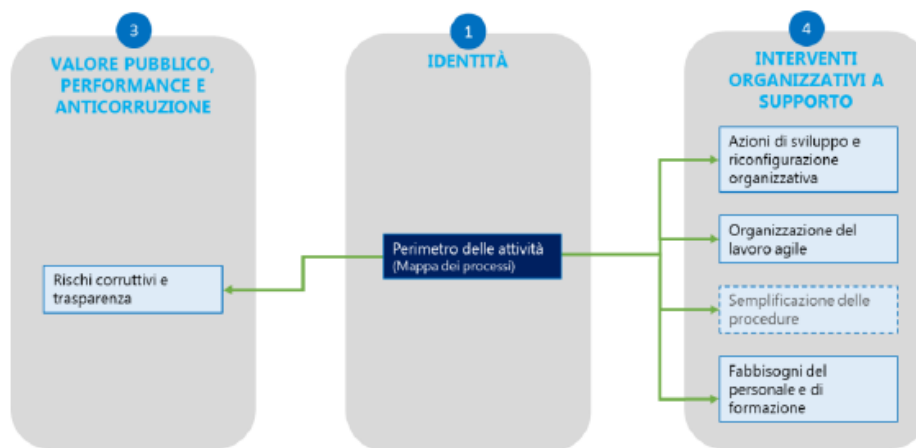 3
VALORE PUBBLICO,
PERFORMANCE E
ANTICORRUZIONE
Rischi corruttivi e
trasparenza
1
IDENTITÀ
Perimetro delle attività
(Mappa dei processi)
4
INTERVENTI
ORGANIZZATIVI A
SUPPORTO
Azioni di sviluppo e
riconfigurazione
organizzativa
Organizzazione del
lavoro agile
Semplificazione delle
procedure
Fabbisogni del
personale e di
formazione